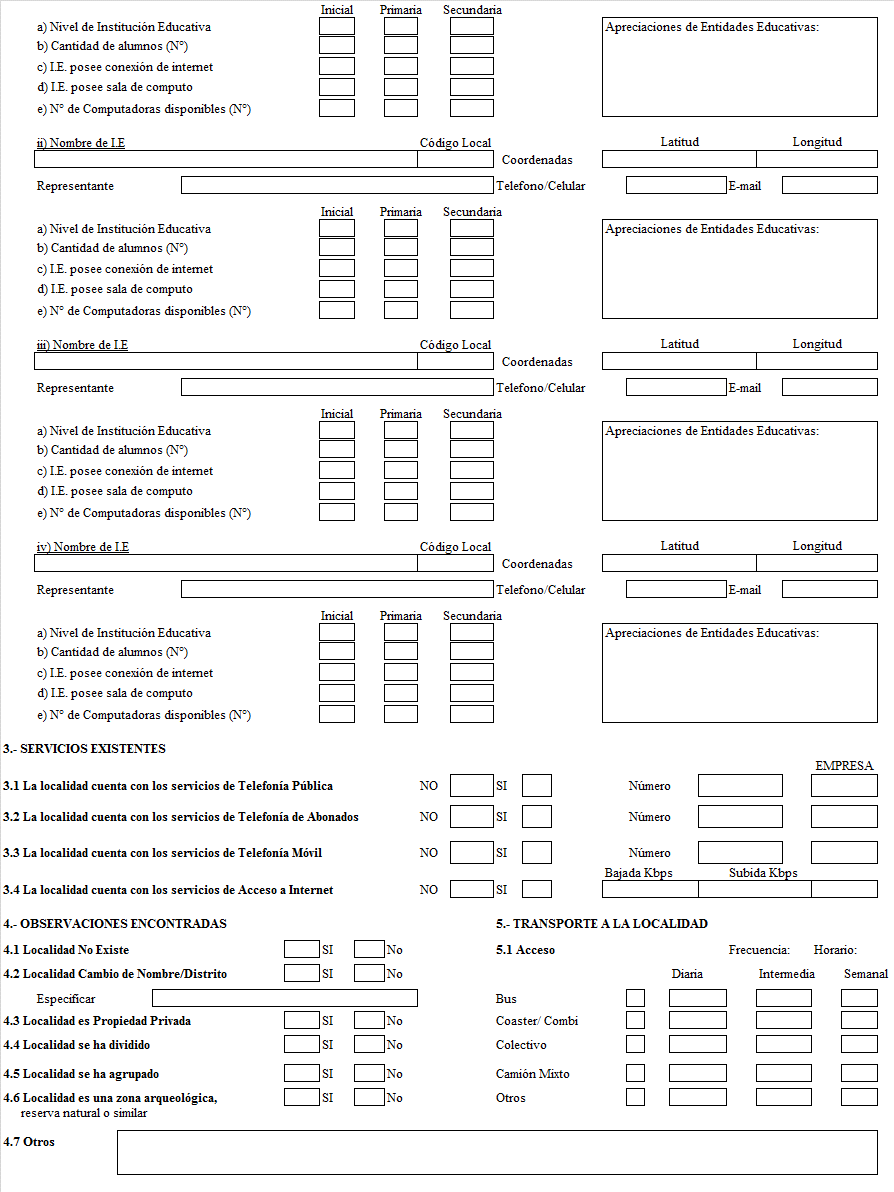 Inicial Primaria Secundaria
a) Nivel de Institución Educativa Apreciaciones de Entidades Educativas:
b) Cantidad de alumnos (N°)
c) I.E. posee conexión de internet
d) I.E. posee sala de computo
e) N° de Computadoras disponibles (N°)
ii) Nombre de I.E Código Local Latitud Longitud
Coordenadas
Representante Telefono/Celular E-mail
Inicial Primaria Secundaria
a) Nivel de Institución Educativa Apreciaciones de Entidades Educativas:
b) Cantidad de alumnos (N°)
c) I.E. posee conexión de internet
d) I.E. posee sala de computo
e) N° de Computadoras disponibles (N°)
iii) Nombre de I.E Código Local Latitud Longitud
Coordenadas
Representante Telefono/Celular E-mail
Inicial Primaria Secundaria
a) Nivel de Institución Educativa Apreciaciones de Entidades Educativas:
b) Cantidad de alumnos (N°)
c) I.E. posee conexión de internet
d) I.E. posee sala de computo
e) N° de Computadoras disponibles (N°)
iv) Nombre de I.E Código Local Latitud Longitud
Coordenadas
Representante Telefono/Celular E-mail
Inicial Primaria Secundaria
a) Nivel de Institución Educativa Apreciaciones de Entidades Educativas:
b) Cantidad de alumnos (N°)
c) I.E. posee conexión de internet
d) I.E. posee sala de computo
e) N° de Computadoras disponibles (N°)
3.- SERVICIOS EXISTENTES
EMPRESA
3.1 La localidad cuenta con los servicios de Telefonía Pública NO SI Número
3.2 La localidad cuenta con los servicios de Telefonía de Abonados NO SI Número
3.3 La localidad cuenta con los servicios de Telefonía Móvil NO SI Número
Bajada Kbps Subida Kbps
3.4 La localidad cuenta con los servicios de Acceso a Internet NO SI
4.- OBSERVACIONES ENCONTRADAS 5.- TRANSPORTE A LA LOCALIDAD
4.1 Localidad No Existe SI No 5.1 Acceso Frecuencia: Horario:
4.2 Localidad Cambio de Nombre/Distrito SI No Diaria Intermedia Semanal
Especificar Bus
4.3 Localidad es Propiedad Privada SI No Coaster/ Combi
4.4 Localidad se ha dividido SI No Colectivo
4.5 Localidad se ha agrupado SI No Camión Mixto
4.6 Localidad es una zona arqueológica, SI No Otros
reserva natural o similar
4.7 Otros